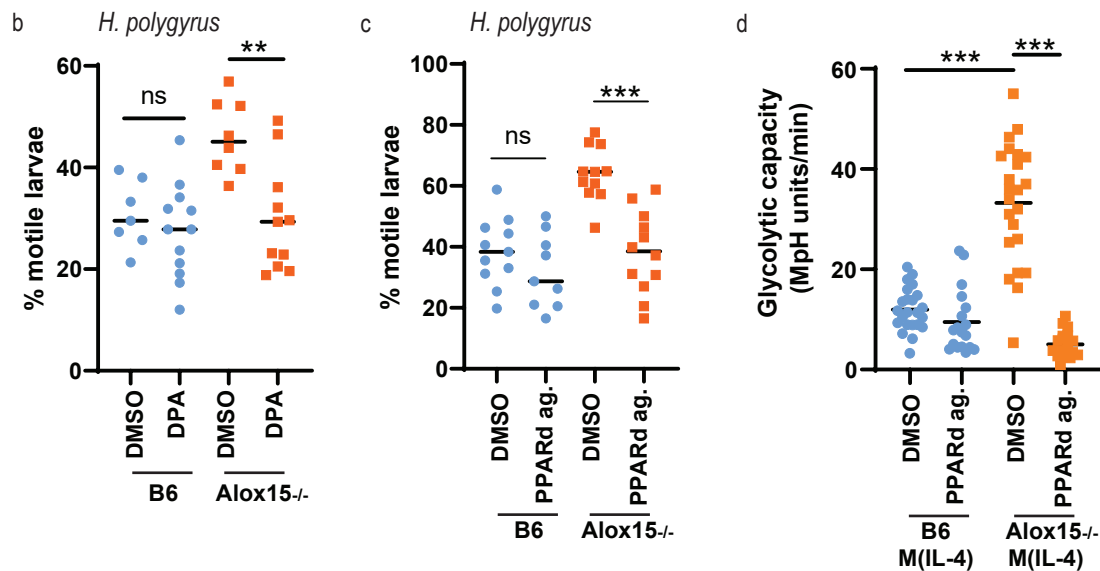 b
H. polygyrus
% motile larvae
60
40
20
0
ns
**
DMSO
DPA
DMSO
DPA
B6
Alox15-/-
c
H. polygyrus
% motile larvae
100
80
60
40
20
0
ns
***
DMSO
PPARd ag.
DMSO
PPARd ag.
B6
Alox15-/-
d
Glycolytic capacity
(MpH units/min)
60
40
20
0
***
***
DMSO
PPARd ag.
DMSO
PPARd ag.
B6
M(IL-4)
Alox15-/-
M(IL-4)